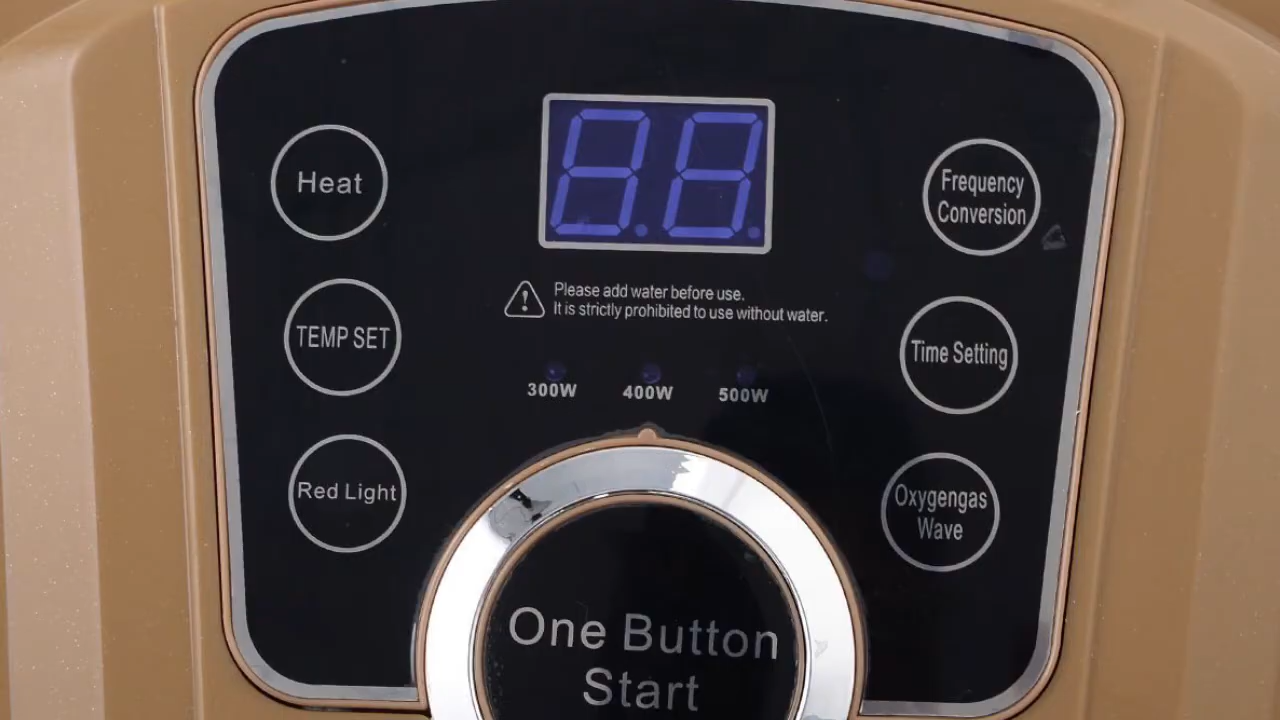 88
Heat
Frequency
Conversion
Please add water before use.
It is strictly prohibited to use without water.
TEMP SET
Time Setting
300W 400W 500W
Red Light
Oxygengas
Wave
One Button
Start